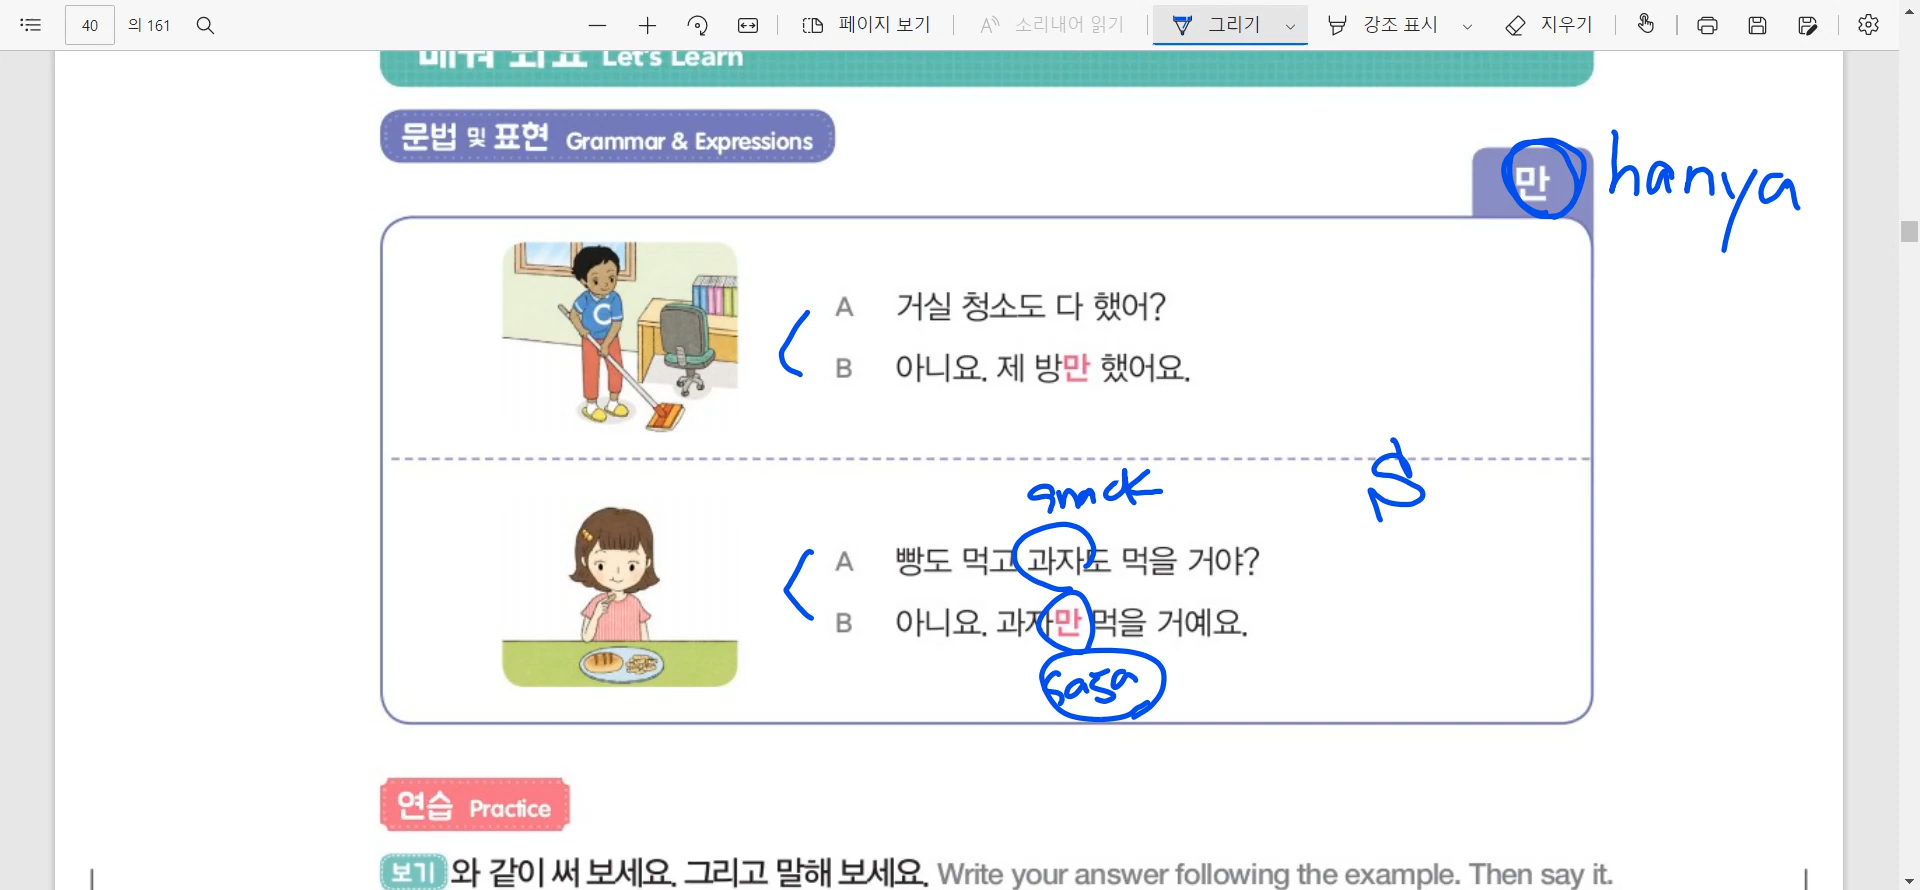 40 의 161 페이지 보기 소리내어 읽기 그리기 강조 표시 지우기
배워 봐요 Let's Learn
문법 및 표현 Grammar & Expressions
만 hanya
C
A 거실 청소도 다 했어?
B 아니요. 제 방만 했어요.
snack
A 빵도 먹고 과자도 먹을 거야?
B 아니요. 과자만 먹을 거예요.
saja
연습 Practice
보기 와 같이 써 보세요. 그리고 말해 보세요. Write your answer following the example. Then say it.